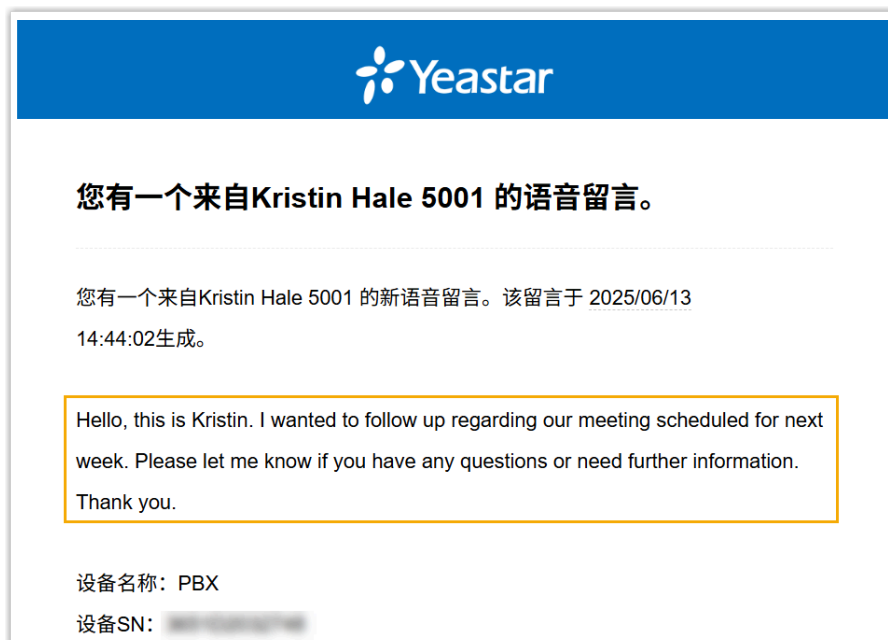 Yeastar
您有一个来自Kristin Hale 5001 的语音留言。
您有一个来自Kristin Hale 5001 的新语音留言。该留言于 2025/06/13
14:44:02生成。
Hello, this is Kristin. I wanted to follow up regarding our meeting scheduled for next
week. Please let me know if you have any questions or need further information.
Thank you.
设备名称：PBX
设备SN：